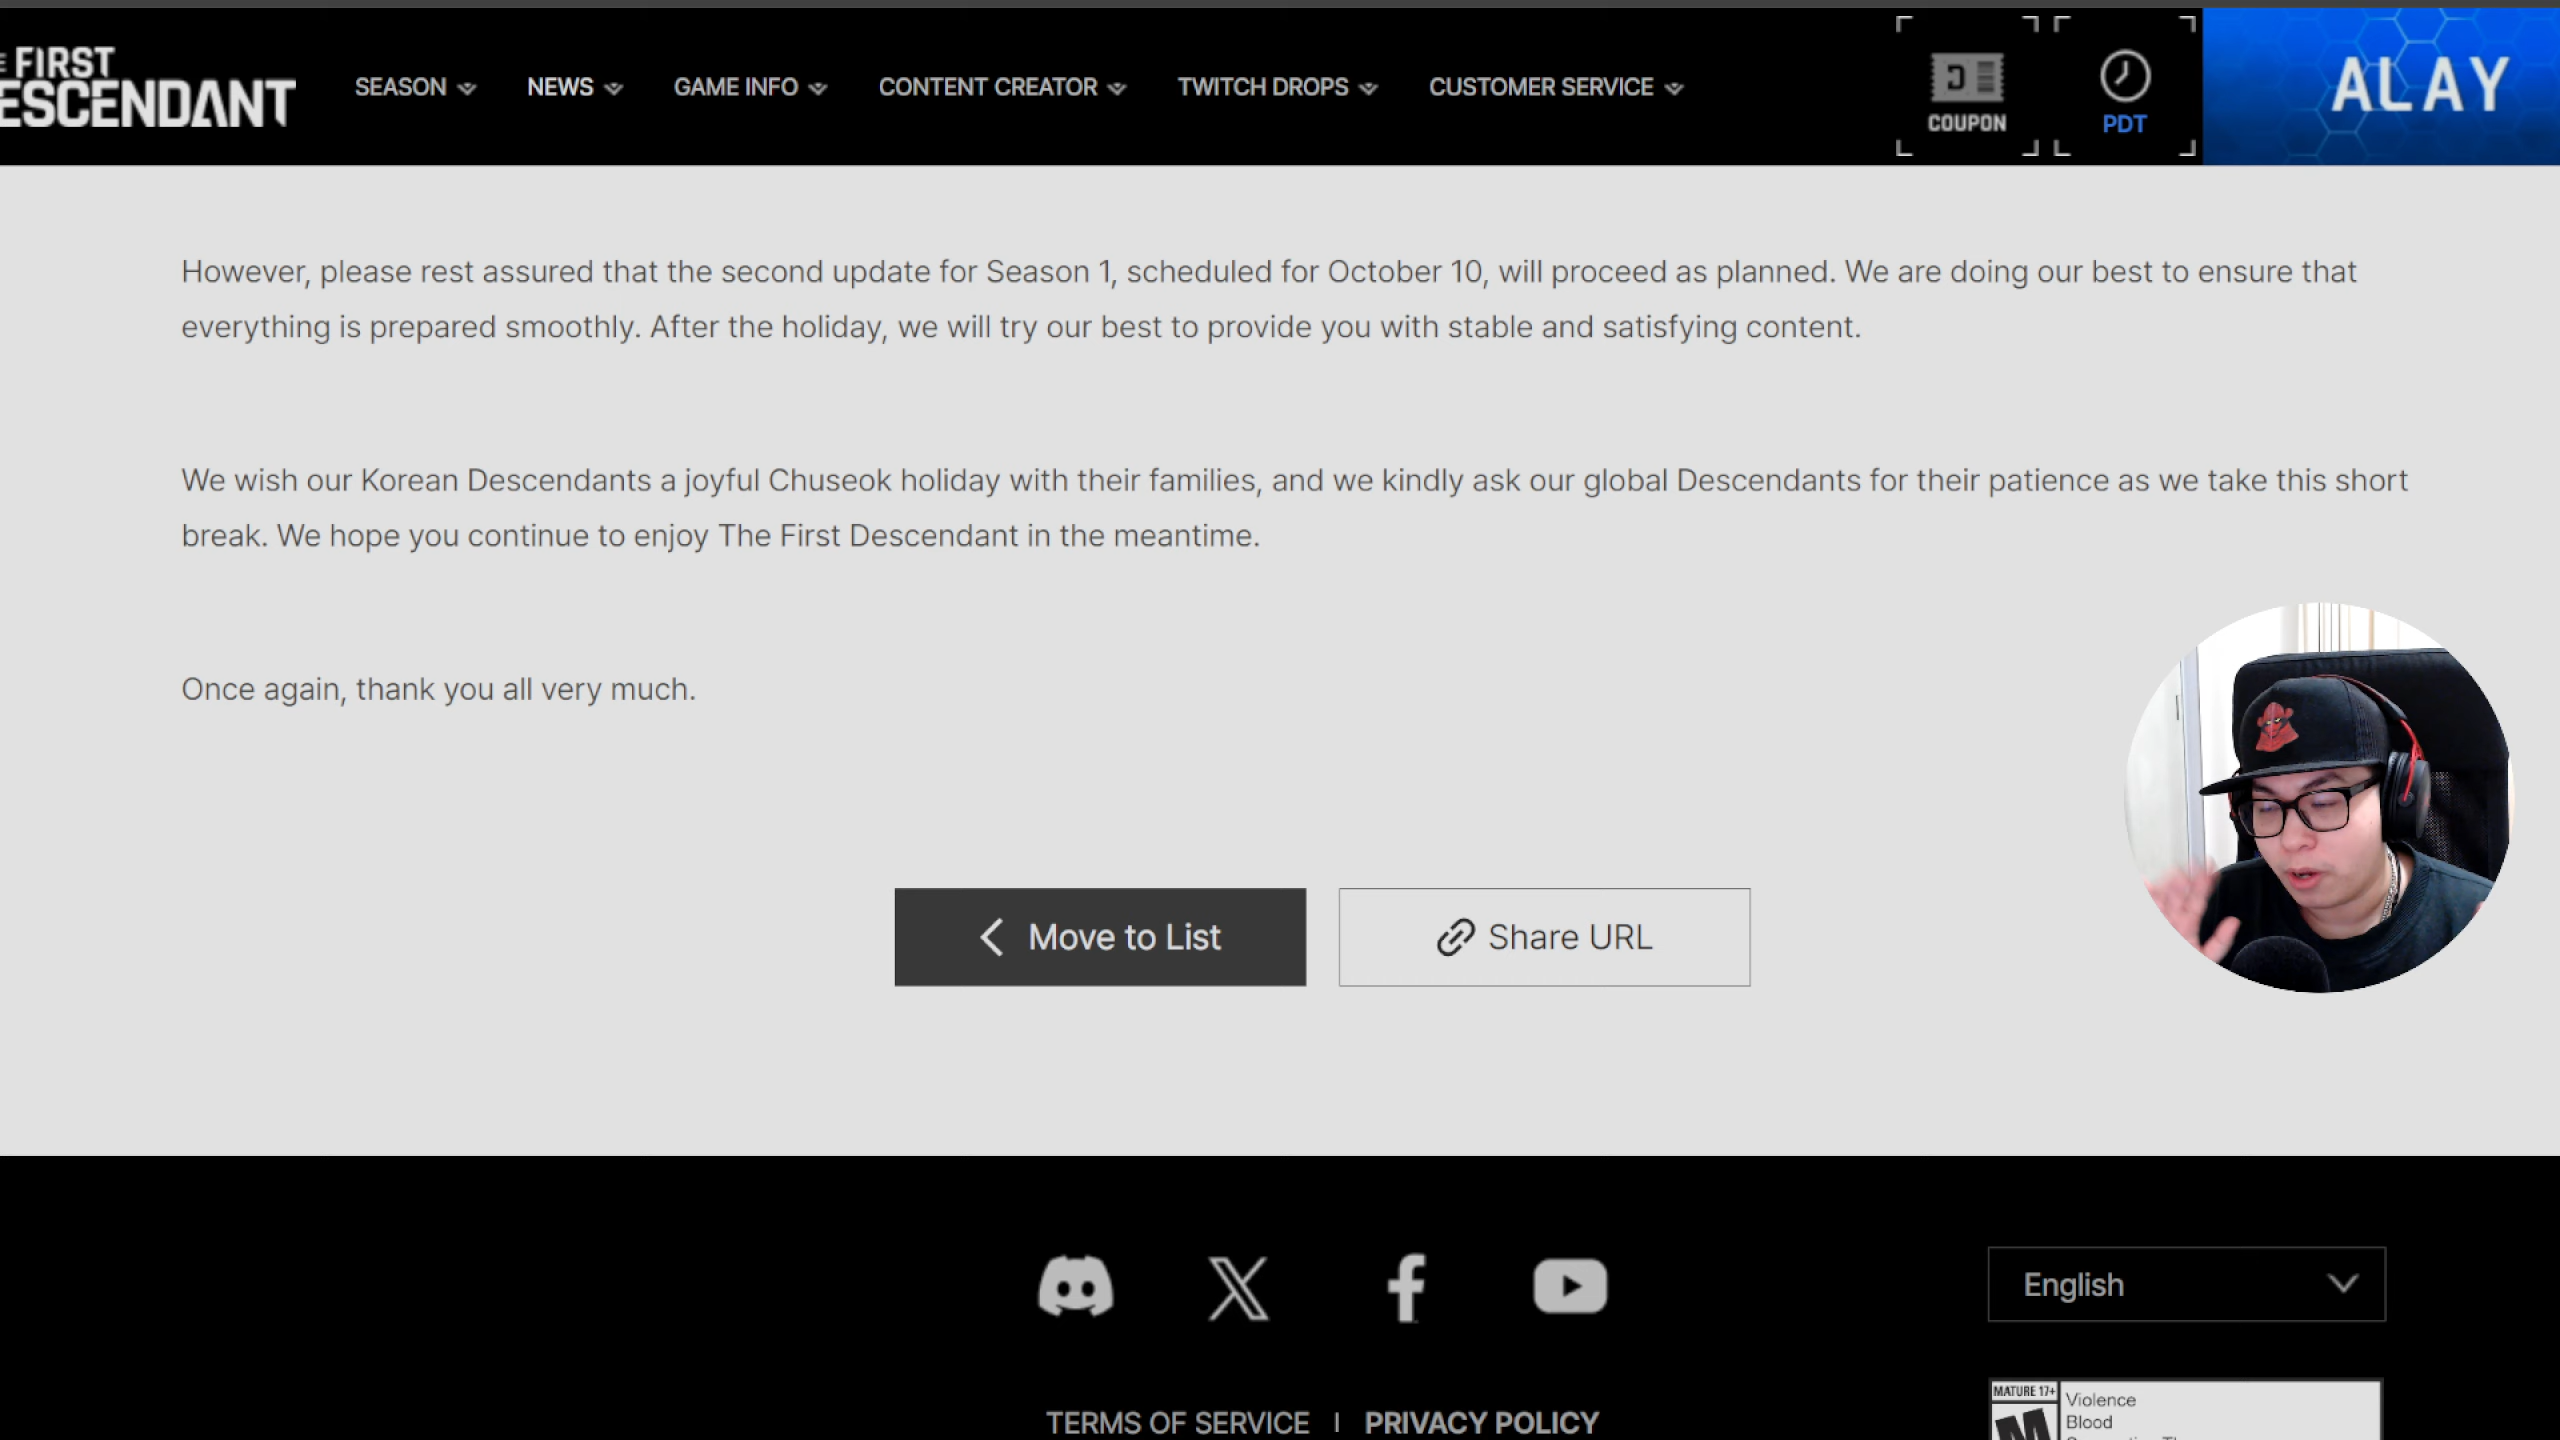 FIRST
ESCENDANT
SEASON NEWS GAME INFO CONTENT CREATOR TWITCH DROPS CUSTOMER SERVICE
COUPON
PDT
ALAY
However, please rest assured that the second update for Season 1, scheduled for October 10, will proceed as planned. We are doing our best to ensure that
everything is prepared smoothly. After the holiday, we will try our best to provide you with stable and satisfying content.
We wish our Korean Descendants a joyful Chuseok holiday with their families, and we kindly ask our global Descendants for their patience as we take this short
break. We hope you continue to enjoy The First Descendant in the meantime.
Once again, thank you all very much.
Move to List
Share URL
English
TERMS OF SERVICE | PRIVACY POLICY
MATURE 17+
M
Violence
Blood